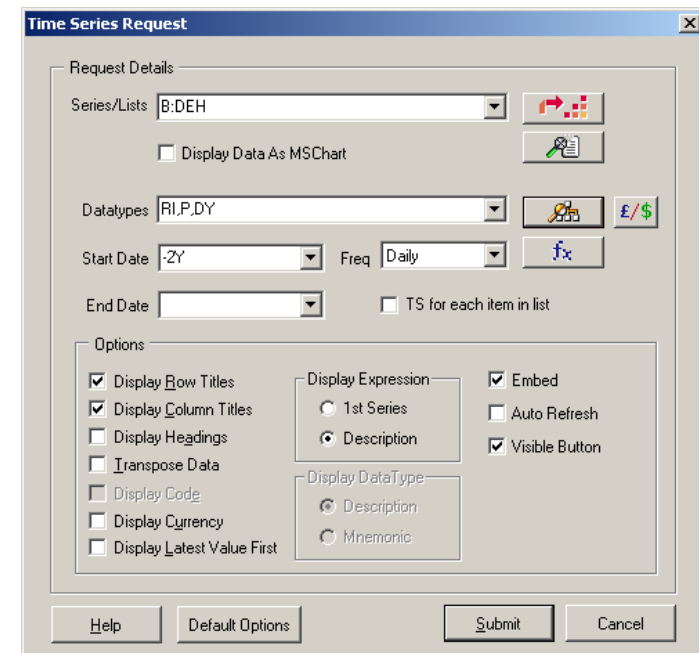 Time Series Request
Request Details
Series/Lists B:DEH
Display Data As MSChart
Datatypes RI,P,DY £/$
Start Date -2Y Freq Daily fx
End Date TS for each item in list
Options
Display Row Titles
Display Column Titles
Display Headings
Transpose Data
Display Code
Display Currency
Display Latest Value First
Display Expression
1st Series
Description
Display DataType
Description
Mnemonic
Embed
Auto Refresh
Visible Button
Help Default Options Submit Cancel